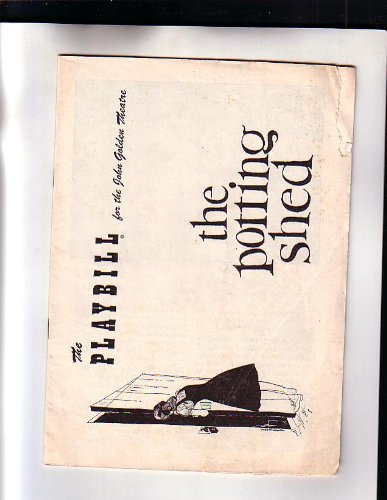 The
PLAYBILL
for the John Golden Theatre
the
potting
shed